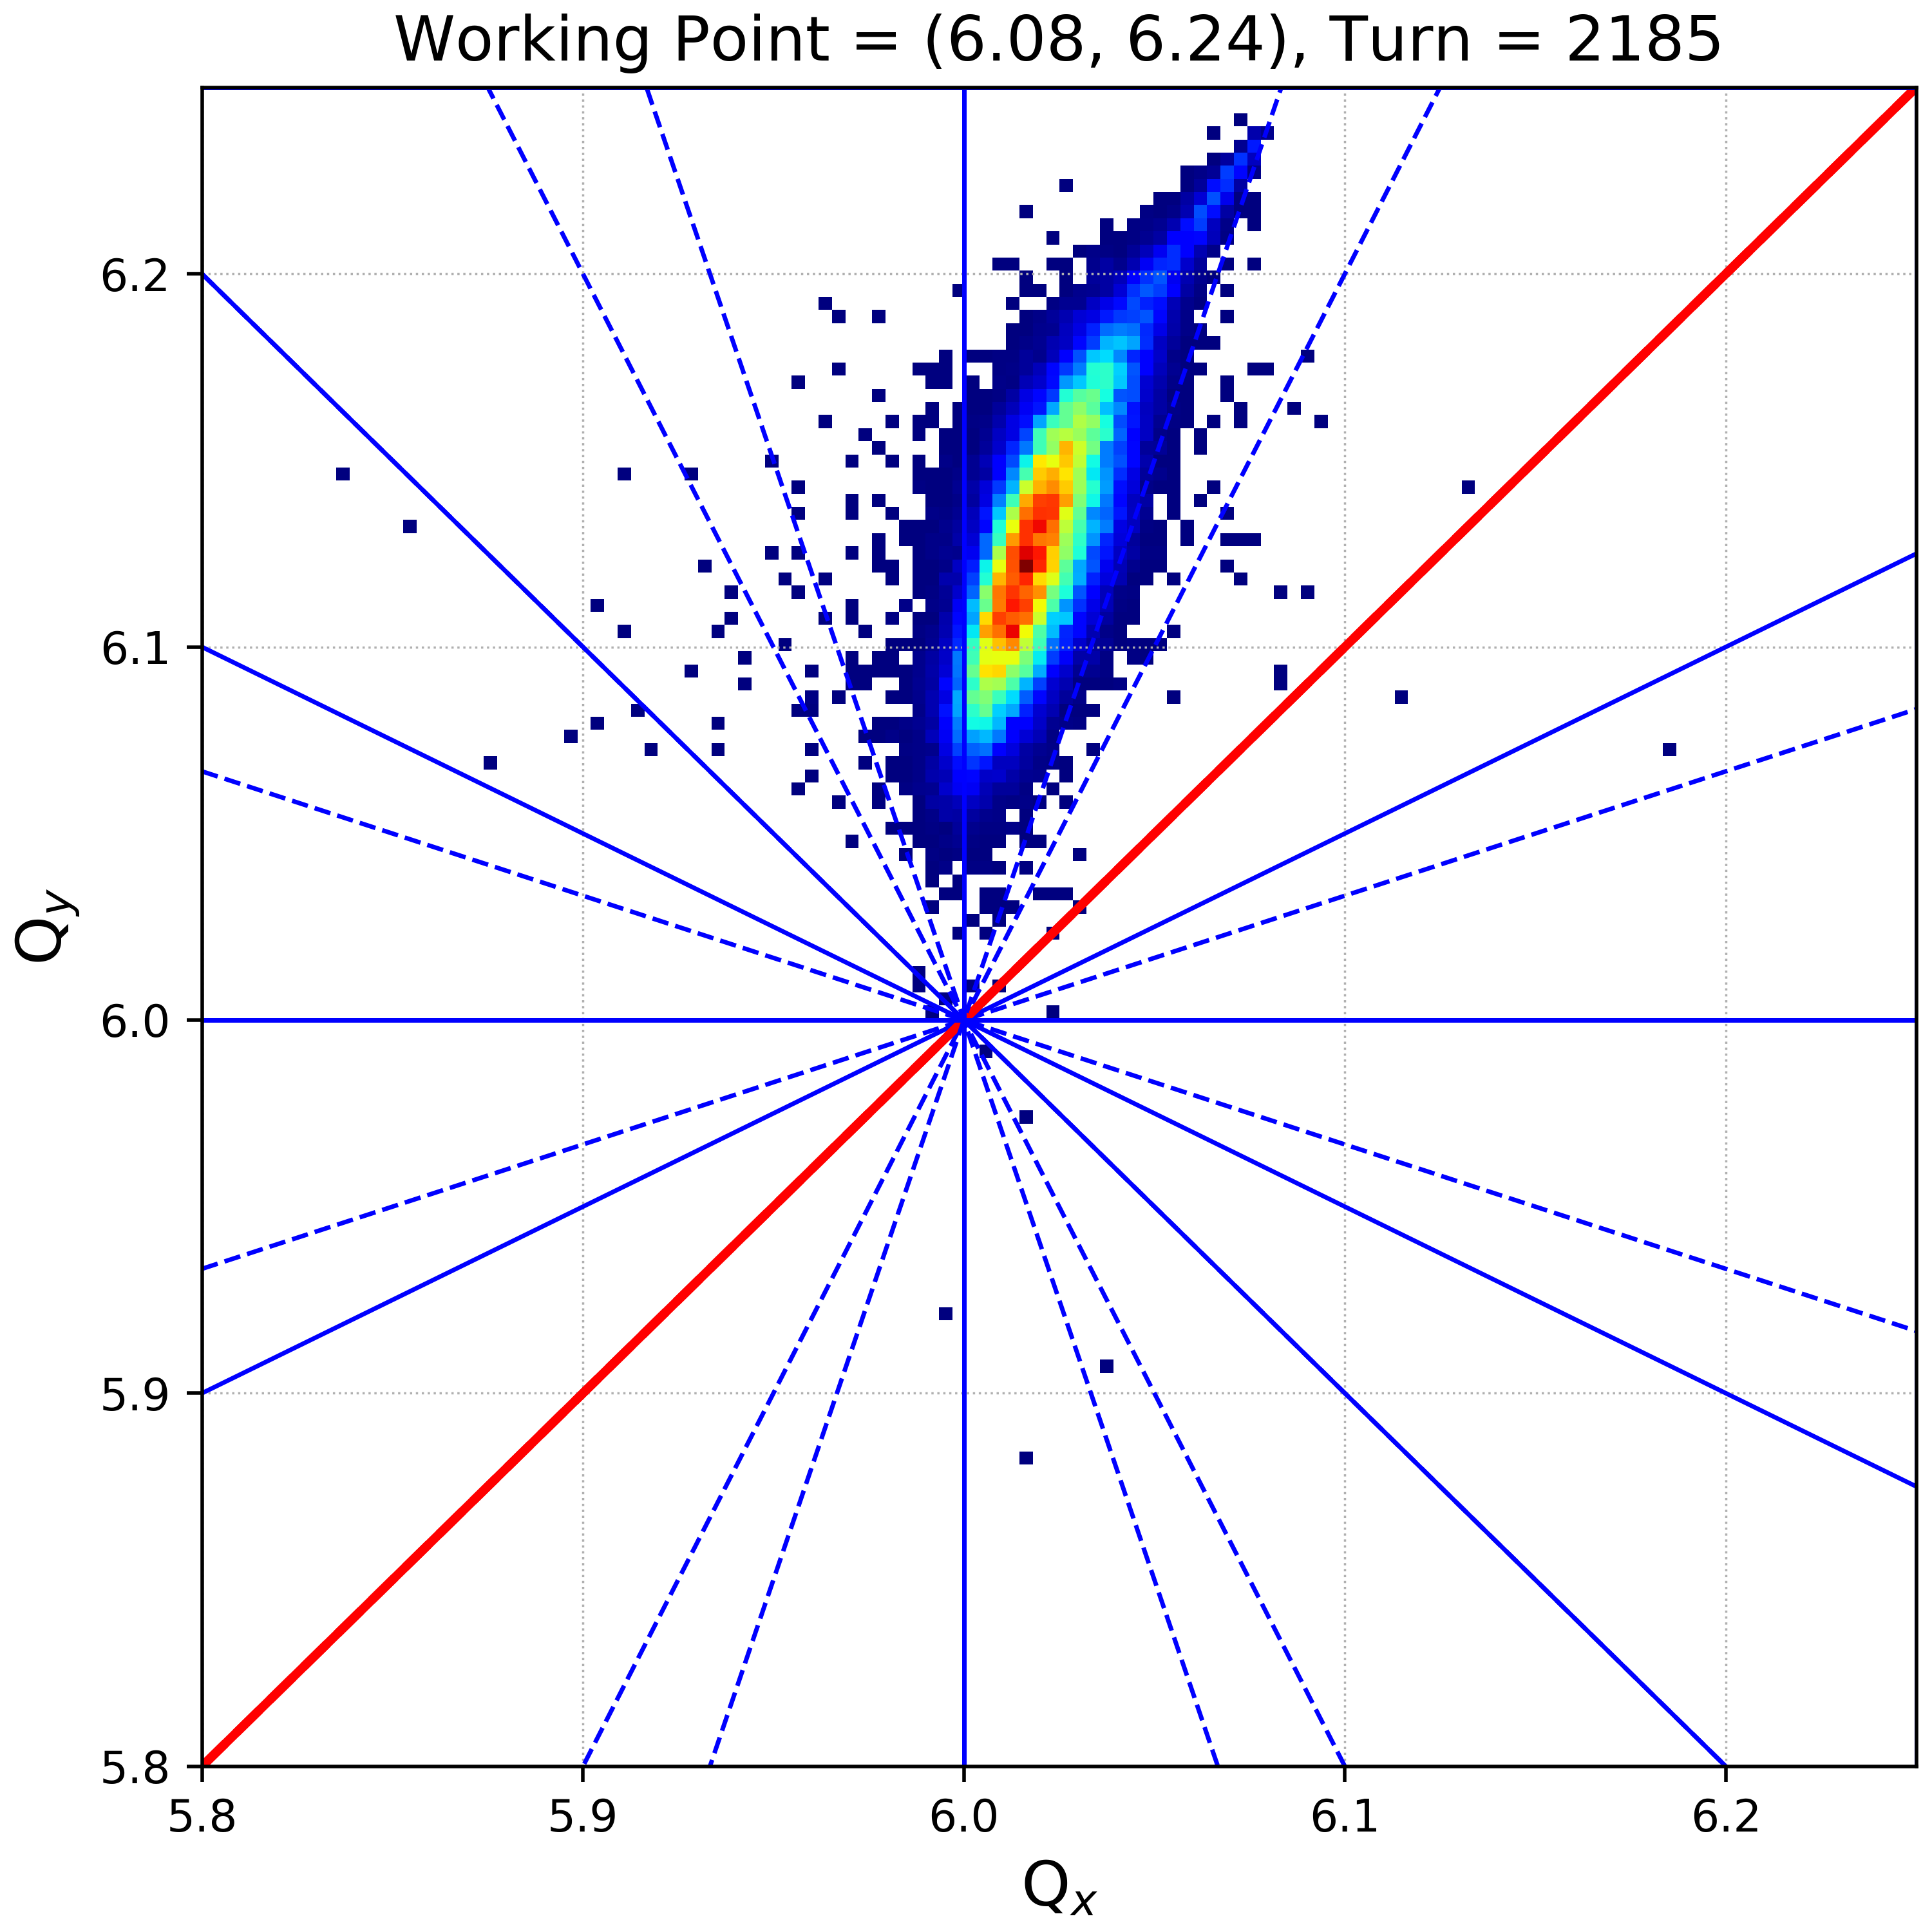 Working Point = (6.08, 6.24), Turn = 2185
6.2
6.1
6.0
5.9
5.8
Qy
5.8 5.9 6.0 6.1 6.2
Qx